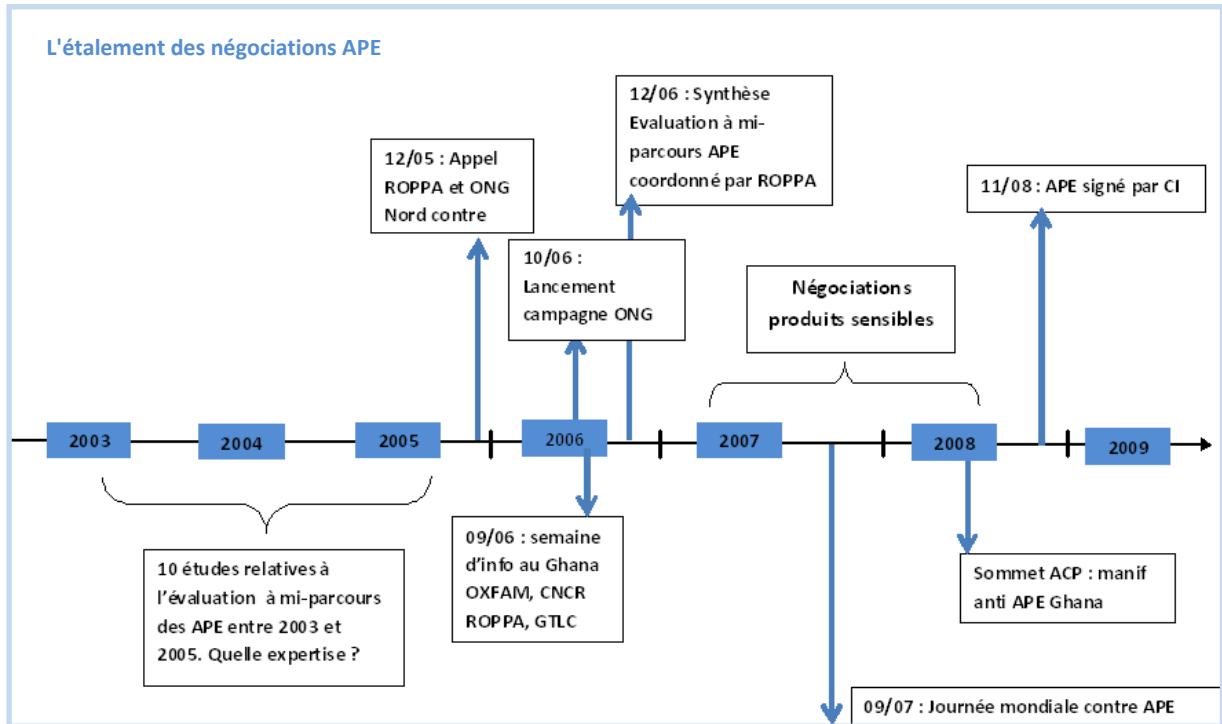 L'étalement des négociations APE
12/05 : Appel
ROPPA et ONG
Nord contre
10/06 :
Lancement
campagne ONG
12/06 : Synthèse
Evaluation à mi-
parcours APE
coordonné par ROPPA
Négociations
produits sensibles
11/08 : APE signé par CI
2003
2004
2005
2006
2007
2008
2009
10 études relatives à
l'évaluation à mi-parcours
des APE entre 2003 et
2005. Quelle expertise ?
09/06 : semaine
d'info au Ghana
OXFAM, CNCR
ROPPA, GTLC
Sommet ACP : manif
anti APE Ghana
09/07 : Journée mondiale contre APE